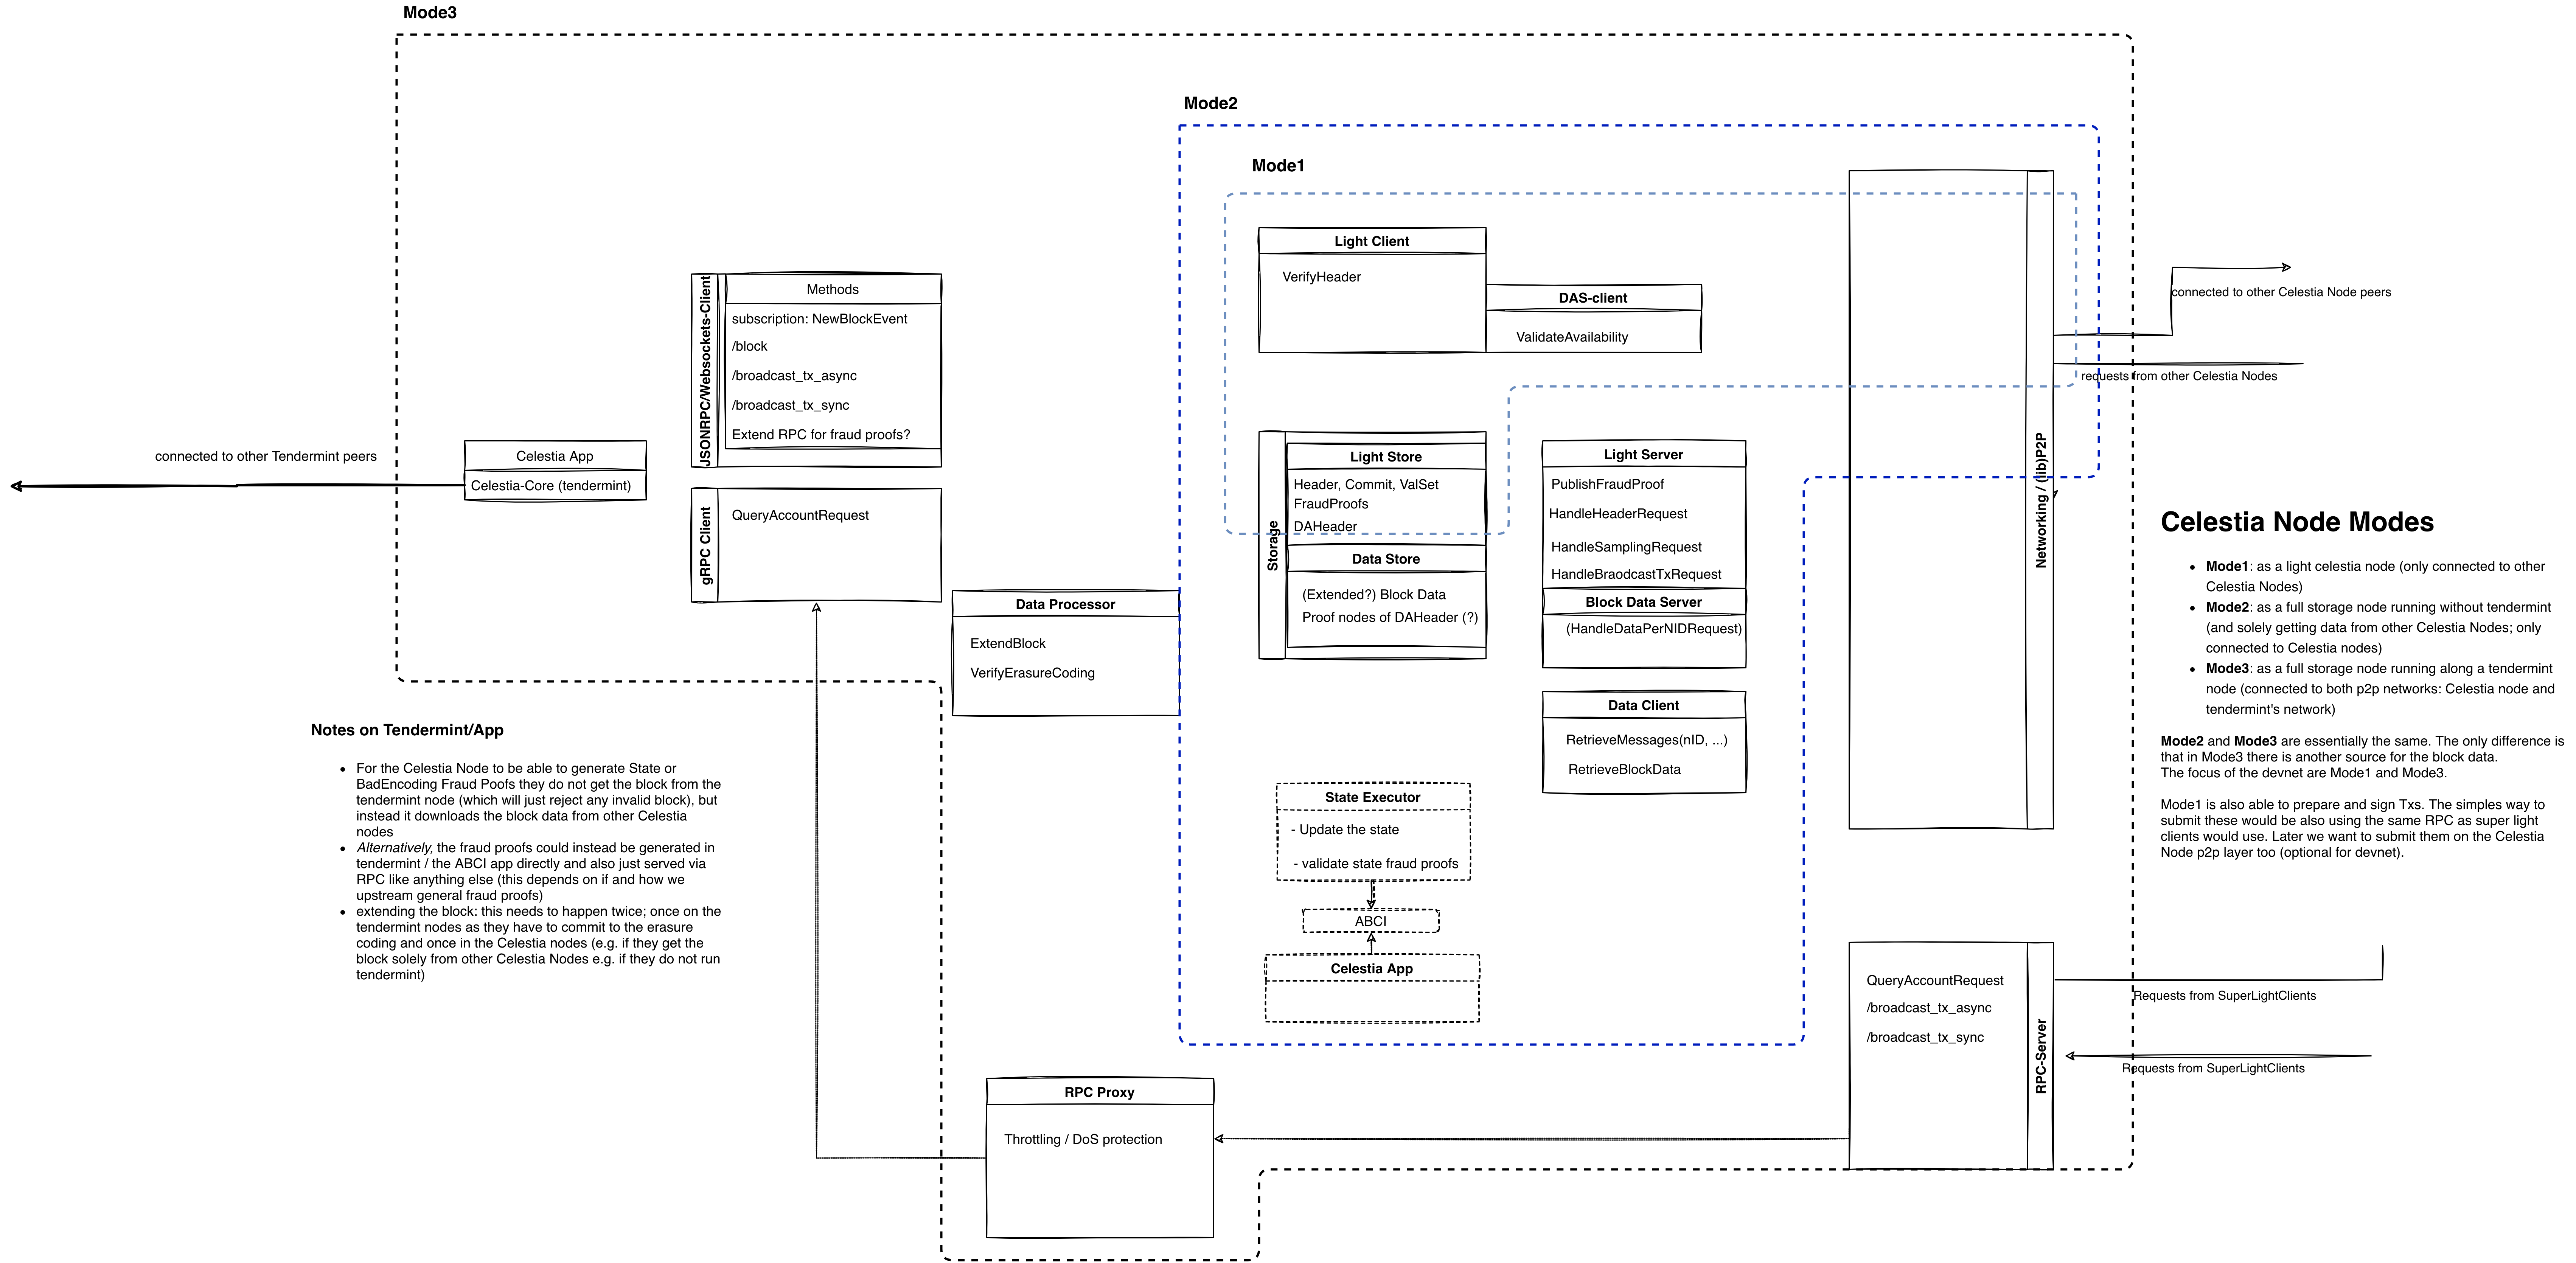 Mode3
Mode2
Mode1
Light Client
VerifyHeader
DAS-client
ValidateAvailability
JSONRPC/Websockets-Client
Methods
subscription: NewBlockEvent
/block
/broadcast_tx_async
/broadcast_tx_sync
Extend RPC for fraud proofs?
connected to other Tendermint peers
Celestia App
Celestia-Core (tendermint)
gRPC Client
QueryAccountRequest
Data Processor
ExtendBlock
VerifyErasureCoding
Storage
Light Store
Header, Commit, ValSet
FraudProofs
DAHeader
Data Store
(Extended?) Block Data
Proof nodes of DAHeader (?)
Light Server
PublishFraudProof
HandleHeaderRequest
HandleSamplingRequest
HandleBraodcastTxRequest
Block Data Server
(HandleDataPerNIDRequest)
Data Client
RetrieveMessages(nID, ...)
RetrieveBlockData
State Executor
- Update the state
- validate state fraud proofs
ABCI
Celestia App
Networking / (lib)P2P
connected to other Celestia Node peers
requests from other Celestia Nodes
Celestia Node Modes
• Mode1: as a light celestia node (only connected to other
Celestia Nodes)
• Mode2: as a full storage node running without tendermint
(and solely getting data from other Celestia Nodes; only
connected to Celestia nodes)
• Mode3: as a full storage node running along a tendermint
node (connected to both p2p networks: Celestia node and
tendermint's network)
Mode2 and Mode3 are essentially the same. The only difference is
that in Mode3 there is another source for the block data.
The focus of the devnet are Mode1 and Mode3.
Mode1 is also able to prepare and sign Txs. The simples way to
submit these would be also using the same RPC as super light
clients would use. Later we want to submit them on the Celestia
Node p2p layer too (optional for devnet).
Notes on Tendermint/App
• For the Celestia Node to be able to generate State or
BadEncoding Fraud Poofs they do not get the block from the
tendermint node (which will just reject any invalid block), but
instead it downloads the block data from other Celestia
nodes
• Alternatively, the fraud proofs could instead be generated in
tendermint / the ABCI app directly and also just served via
RPC like anything else (this depends on if and how we
upstream general fraud proofs)
• extending the block: this needs to happen twice; once on the
tendermint nodes as they have to commit to the erasure
coding and once in the Celestia nodes (e.g. if they get the
block solely from other Celestia Nodes e.g. if they do not run
tendermint)
RPC Proxy
Throttling / DoS protection
QueryAccountRequest
/broadcast_tx_async
/broadcast_tx_sync
RPC-Server
Requests from SuperLightClients
Requests from SuperLightClients